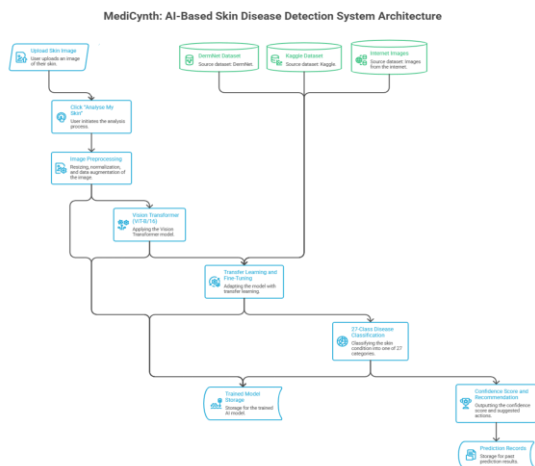 MediCynth: AI-Based Skin Disease Detection System Architecture
Upload Skin Image
User uploads an image
of their skin.
DermNet Dataset
Source dataset: DermNet.
Kaggle Dataset
Source dataset: Kaggle.
Internet Images
Source dataset: Images
from the internet.
Click "Analyse My
Skin"
User initiates the analysis
process.
Image Preprocessing
Resizing, normalization,
and data augmentation of
the image.
Vision Transformer
(ViT-B/16)
Applying the Vision
Transformer model.
Transfer Learning and
Fine-Tuning
Adapting the model with
transfer learning.
27-Class Disease
Classification
Classifying the skin
condition into one of 27
categories.
Trained Model
Storage
Storage for the trained
AI model.
Confidence Score and
Recommendation
Outputting the confidence
score and suggested
actions.
Prediction Records
Storage for past
prediction results.